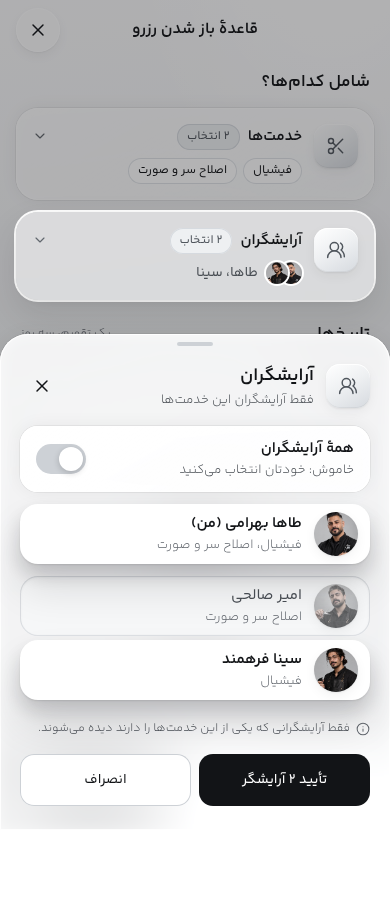 قاعدهٔ باز شدن رزرو
شامل کدام‌ها؟
خدمت‌ها ۲ انتخاب
فیشیال اصلاح سر و صورت
آرایشگران ۲ انتخاب
طاها، سینا
آرایشگران
فقط آرایشگران این خدمت‌ها
همهٔ آرایشگران
خاموش: خودتان انتخاب می‌کنید
طاها بهرامی (من)
فیشیال، اصلاح سر و صورت
امیر صالحی
اصلاح سر و صورت
سینا فرهمند
فیشیال
فقط آرایشگرانی که یکی از این خدمت‌ها را دارند دیده می‌شوند.
تأیید ۲ آرایشگر
انصراف